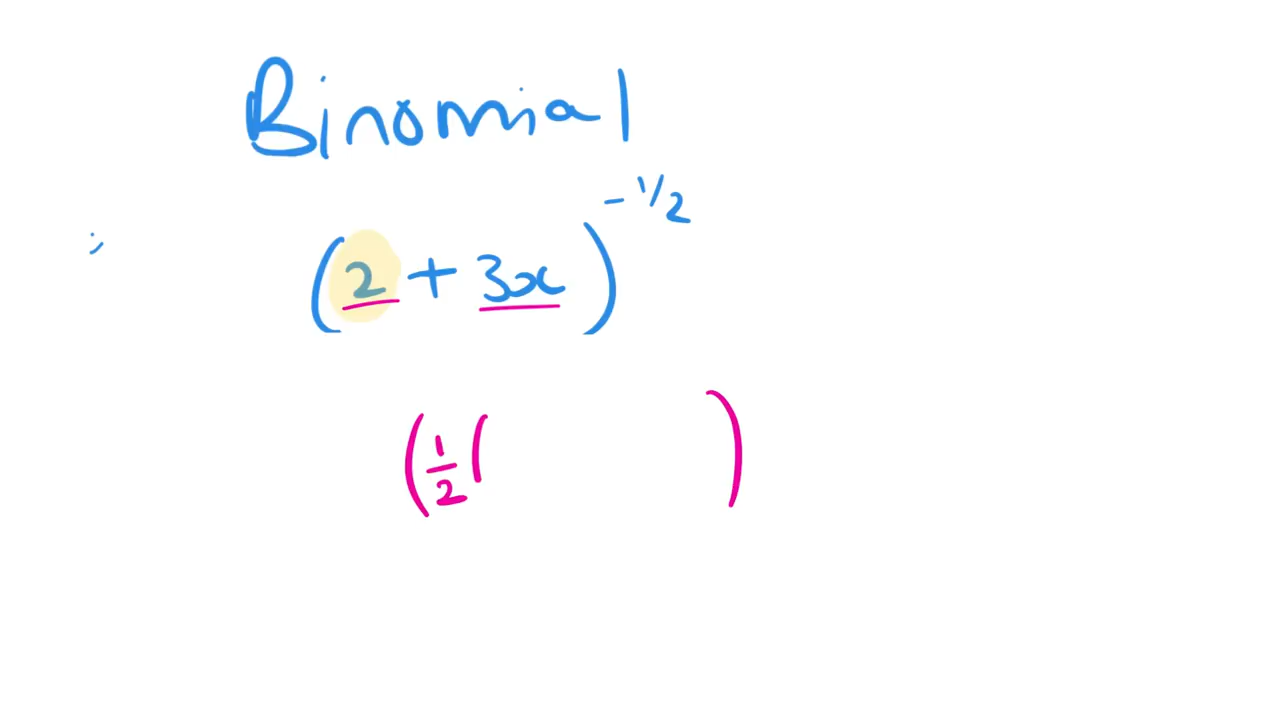 Binomial
(2 + 3x)^{-1/2}
(1/2( )